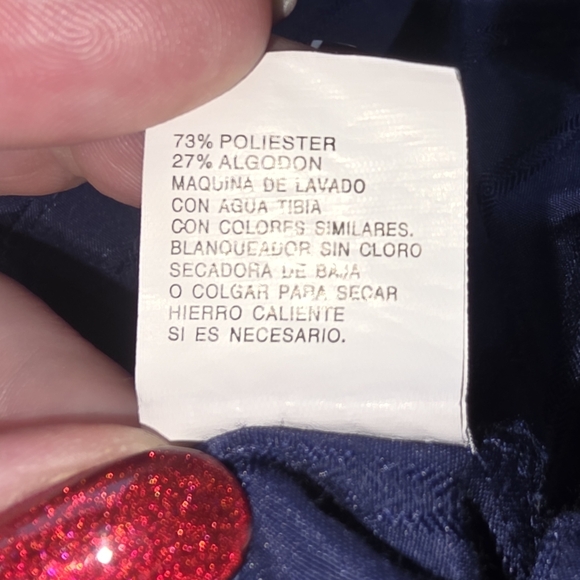 73% POLIESTER
27% ALGODON
MAQUINA DE LAVADO
CON AGUA TIBIA
CON COLORES SIMILARES.
BLANQUEADOR SIN CLORO
SECADORA DE BAJA
O COLGAR PARA SECAR
HIERRO CALIENTE
SI ES NECESARIO.